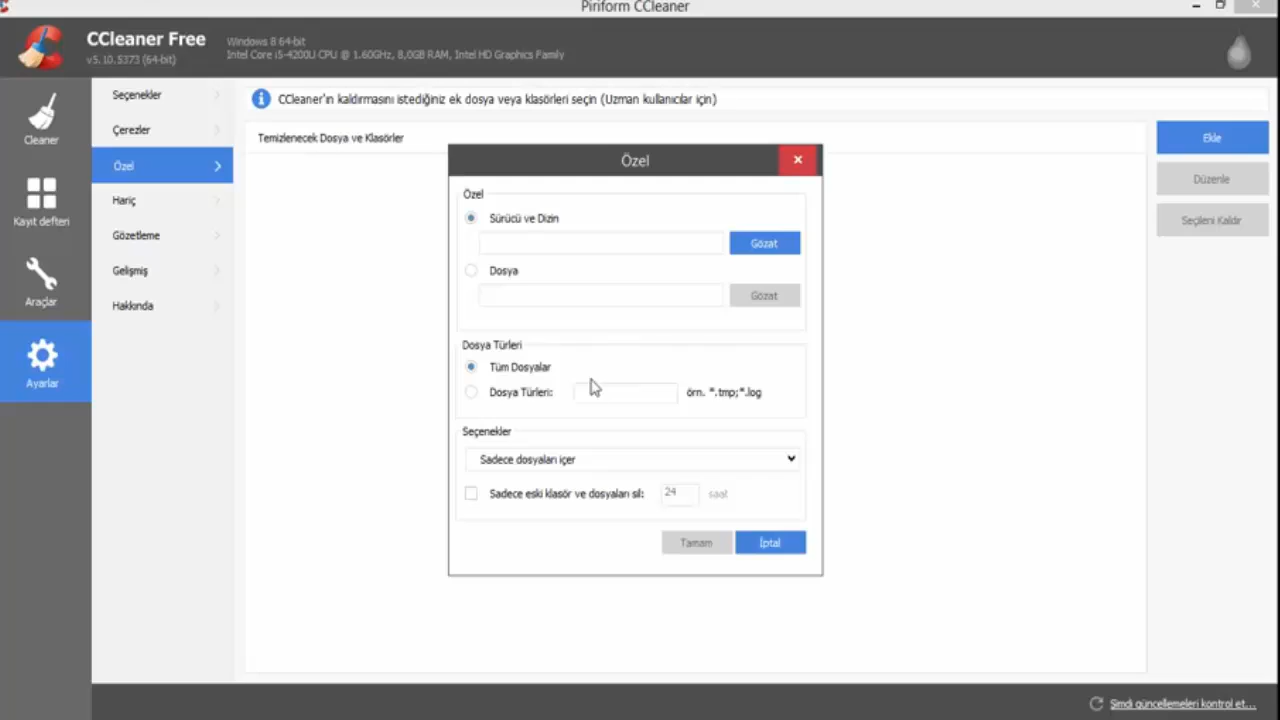 Piriform CCleaner
CCleaner Free
v5.10.5373 (64-bit)
Windows 8 64-bit
Intel Core i5-4200U CPU @ 1.60GHz, 8,0GB RAM, Intel HD Graphics Family
Cleaner
Kayıt defteri
Araçlar
Ayarlar
Seçenekler
Çerezler
Özel
Hariç
Gözetleme
Gelişmiş
Hakkında
CCleaner'ın kaldırmasını istediğiniz ek dosya veya klasörleri seçin (Uzman kullanıcılar için)
Temizlenecek Dosya ve Klasörler
Ekle
Düzenle
Seçileni Kaldır
Özel
Özel
Sürücü ve Dizin
Gözat
Dosya
Gözat
Dosya Türleri
Tüm Dosyalar
Dosya Türleri:
örn. *.tmp;*.log
Seçenekler
Sadece dosyaları içer
Sadece eski klasör ve dosyaları sil: 24 saat
Tamam
İptal
Şimdi güncellemeleri kontrol et...